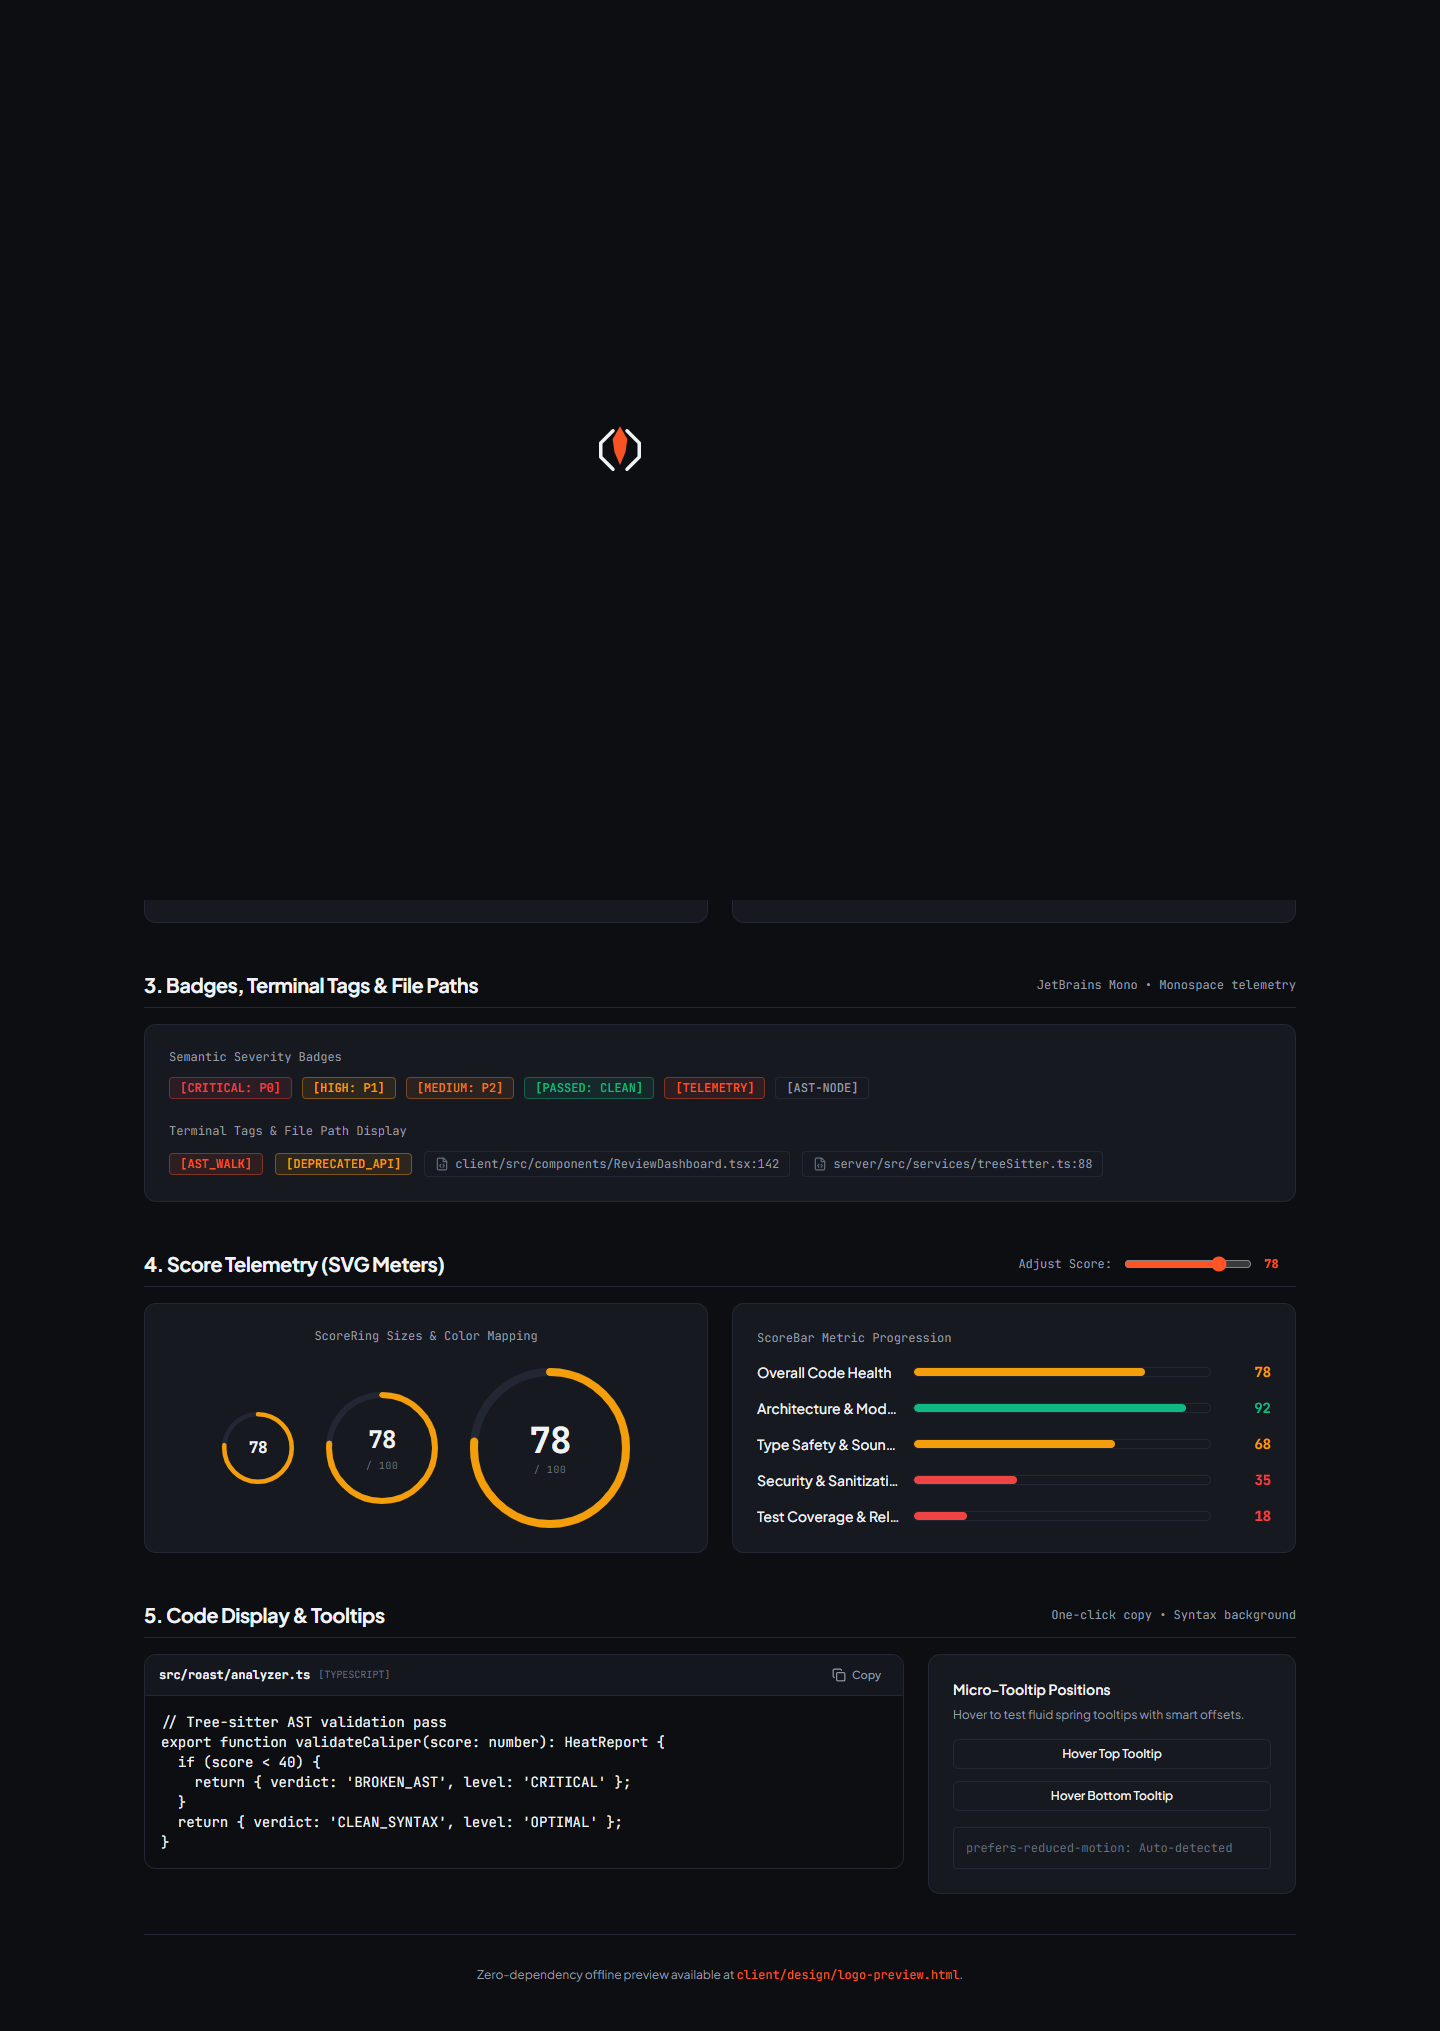 3. Badges, Terminal Tags & File Paths
JetBrains Mono • Monospace telemetry
Semantic Severity Badges
[CRITICAL: P0] [HIGH: P1] [MEDIUM: P2] [PASSED: CLEAN] [TELEMETRY] [AST-NODE]
Terminal Tags & File Path Display
[AST_WALK] [DEPRECATED_API] client/src/components/ReviewDashboard.tsx:142 server/src/services/treeSitter.ts:88
4. Score Telemetry (SVG Meters)
Adjust Score: 78
ScoreRing Sizes & Color Mapping
78
78
/ 100
78
/ 100
ScoreBar Metric Progression
Overall Code Health 78
Architecture & Mod... 92
Type Safety & Soun... 68
Security & Sanitizati... 35
Test Coverage & Rel... 18
5. Code Display & Tooltips
One-click copy • Syntax background
src/roast/analyzer.ts [TYPESCRIPT] Copy
// Tree-sitter AST validation pass
export function validateCaliper(score: number): HeatReport {
  if (score < 40) {
    return { verdict: 'BROKEN_AST', level: 'CRITICAL' };
  }
  return { verdict: 'CLEAN_SYNTAX', level: 'OPTIMAL' };
}
Micro-Tooltip Positions
Hover to test fluid spring tooltips with smart offsets.
Hover Top Tooltip
Hover Bottom Tooltip
prefers-reduced-motion: Auto-detected
Zero-dependency offline preview available at client/design/logo-preview.html.